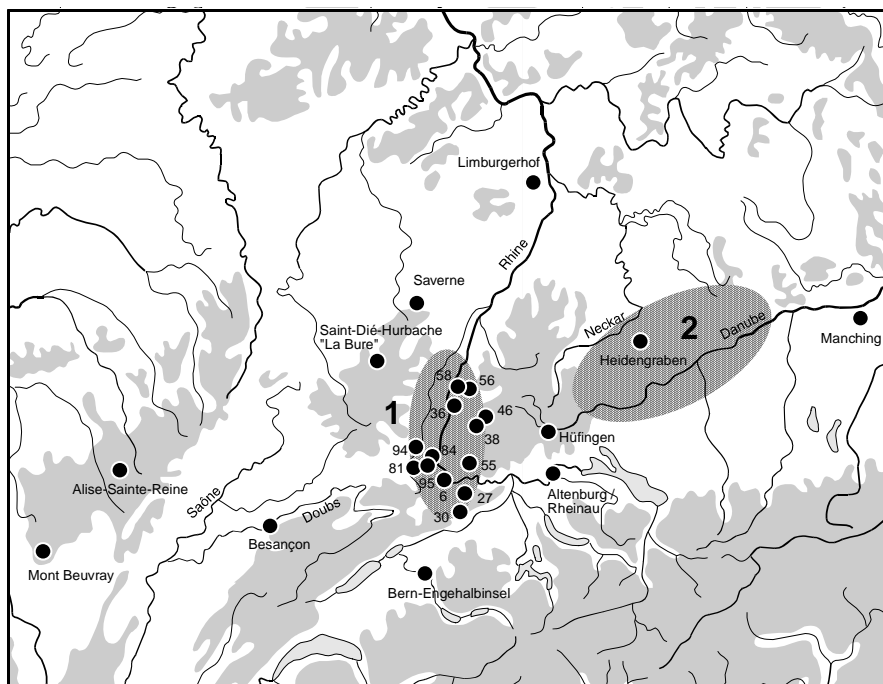 Limburgerhof
Rhine
Saverne
Saint-Dié-Hurbache
"La Bure"
Neckar
2
Danube
Manching
Heidengraben
58
56
1
36
46
38
Hüfingen
94
84
81
55
95
6
27
30
Altenburg /
Rheinau
Alise-Sainte-Reine
Saône
Doubs
Besançon
Mont Beuvray
Bern-Engehalbinsel